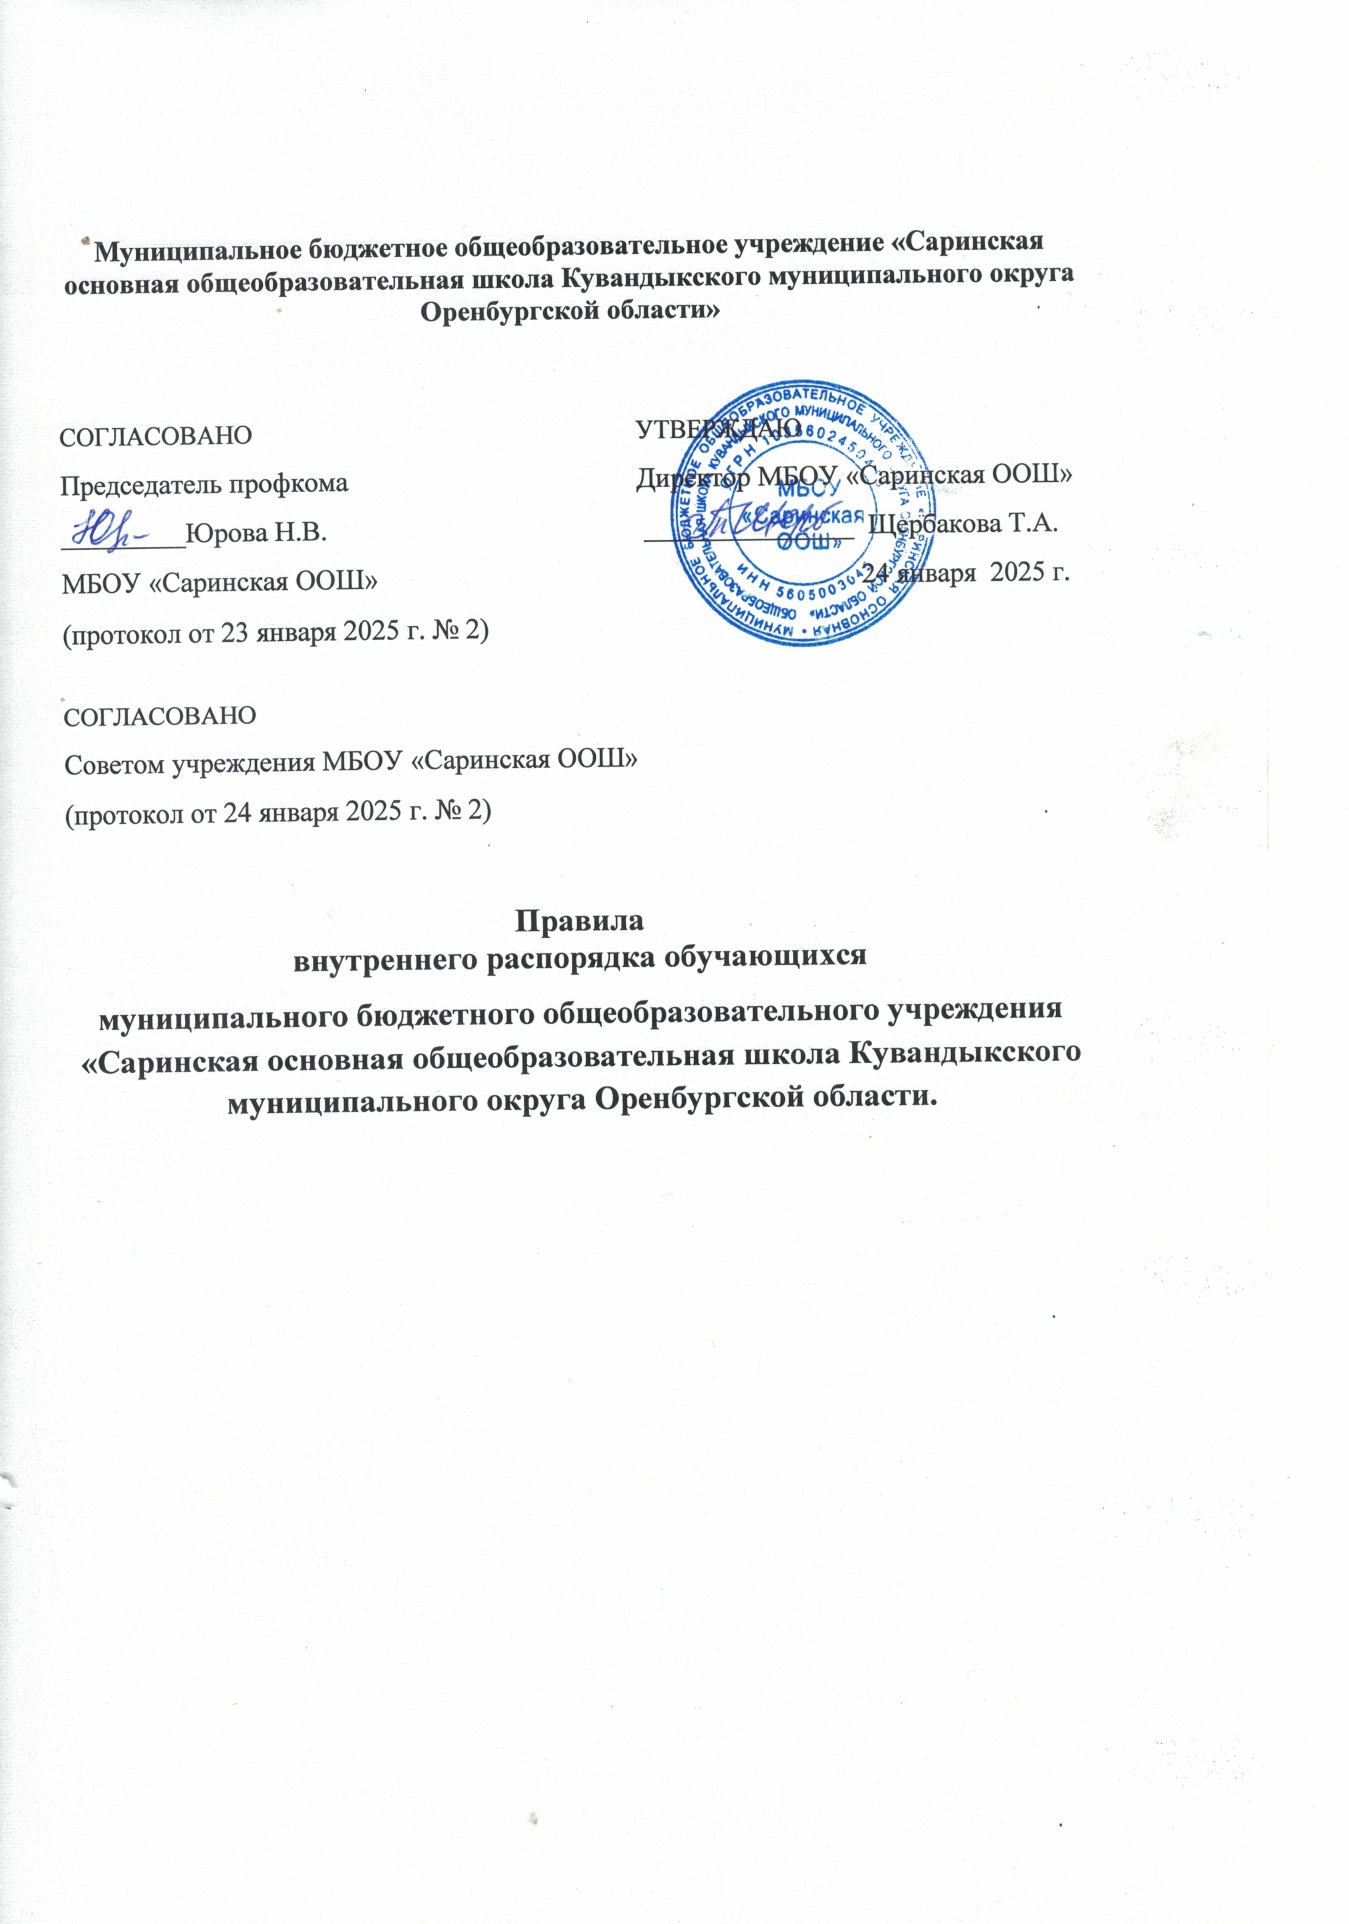 Муниципальное бюджетное общеобразовательное учреждение «Саринская
основная общеобразовательная школа Кувандыкского муниципального округа
Оренбургской области»
СОГЛАСОВАНО
Председатель профкома
Юрова Н.В.
МБОУ «Саринская ООШ»
(протокол от 23 января 2025 г. № 2)
УТВЕРЖДАЮ
Директор МБОУ «Саринская ООШ»
Щербакова Т.А.
24 января 2025 г.
МБОУ
«Саринская
ООШ»
СОГЛАСОВАНО
Советом учреждения МБОУ «Саринская ООШ»
(протокол от 24 января 2025 г. № 2)
Правила
внутреннего распорядка обучающихся
муниципального бюджетного общеобразовательного учреждения
«Саринская основная общеобразовательная школа Кувандыкского
муниципального округа Оренбургской области.